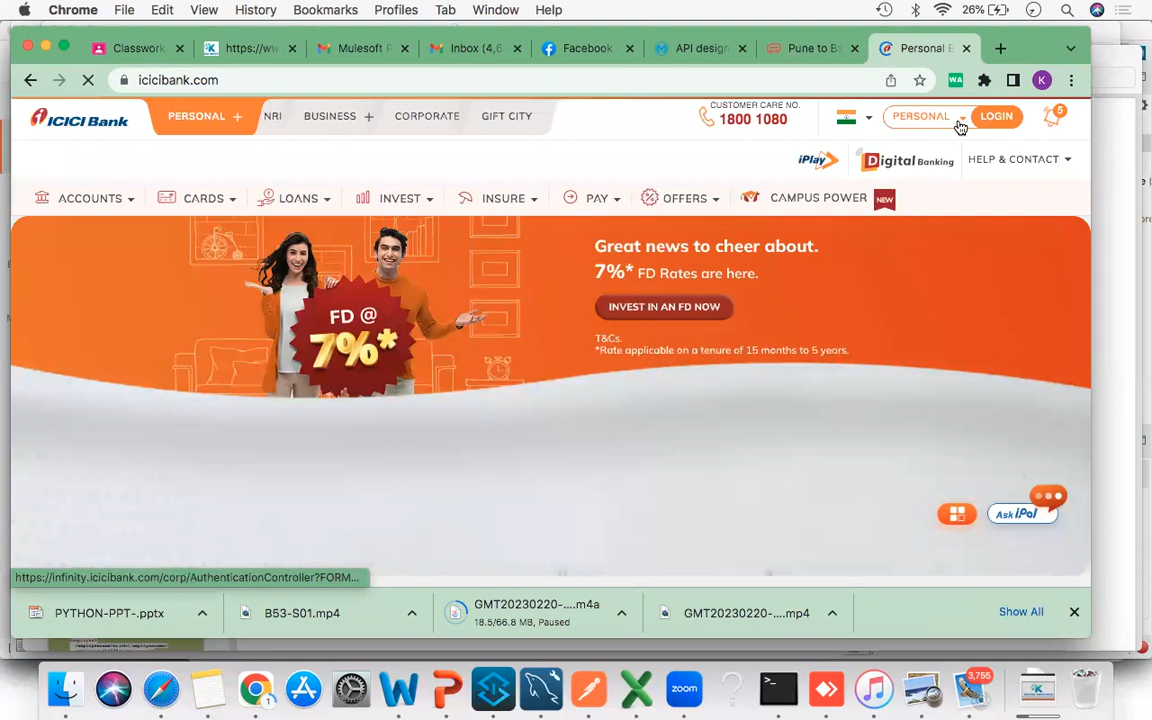 Chrome File Edit View History Bookmarks Profiles Tab Window Help 26%
Classwork https://ww Mulesoft F Inbox (4,6 Facebook API design Pune to B Personal E
icicibank.com WA K
ICICI Bank PERSONAL + NRI BUSINESS + CORPORATE GIFT CITY CUSTOMER CARE NO. 1800 1080 PERSONAL LOGIN 5
iPlay Digital Banking HELP & CONTACT
ACCOUNTS CARDS LOANS INVEST INSURE PAY OFFERS CAMPUS POWER NEW
Great news to cheer about.
7%* FD Rates are here.
INVEST IN AN FD NOW
FD @
7%*
T&Cs.
*Rate applicable on a tenure of 15 months to 5 years.
Ask iPal
https://infinity.icicibank.com/corp/AuthenticationController?FORM...
PYTHON-PPT-.pptx B53-S01.mp4 GMT20230220-....m4a GMT20230220-....mp4 Show All
18.5/66.8 MB, Paused
zoom 3,755